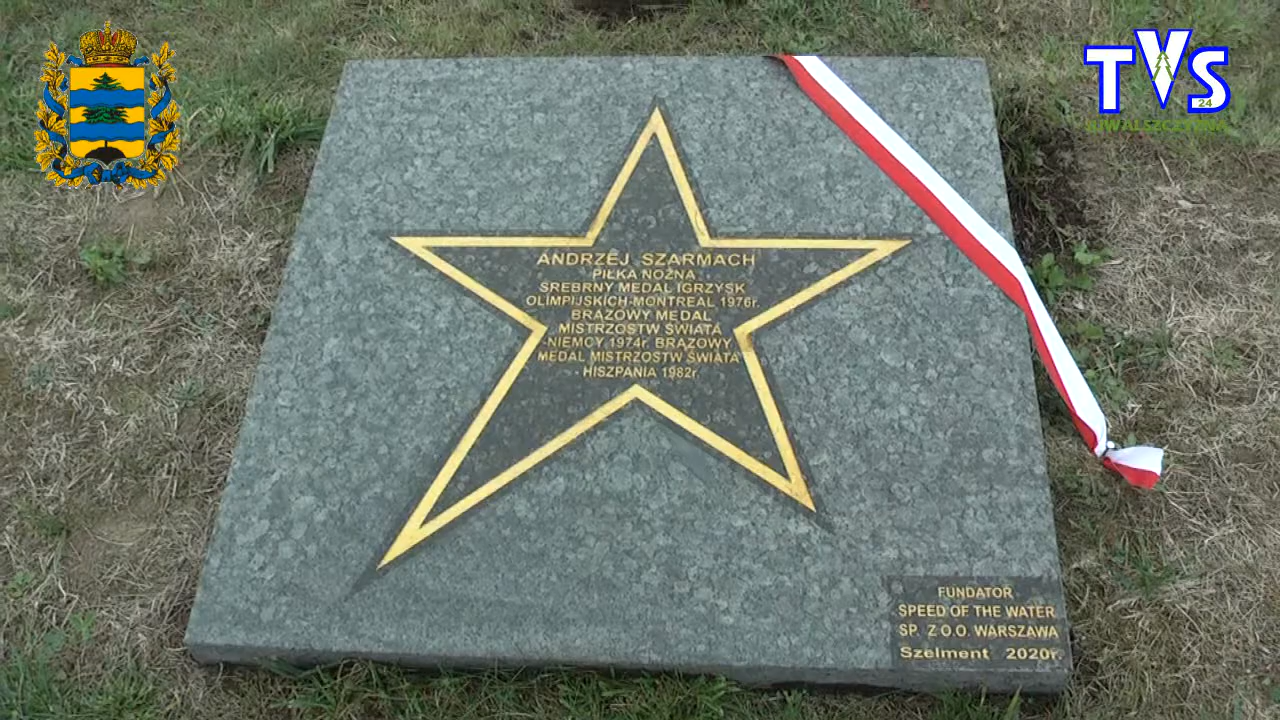 TVS
24
ANDRZEJ SZARMACH
PIŁKA NOŻNA
SREBRNY MEDAL IGRZYSK
OLIMPIJSKICH-MONTREAL 1976r.
BRĄZOWY MEDAL
MISTRZOSTW ŚWIATA
-NIEMCY 1974r. BRĄZOWY
MEDAL MISTRZOSTW ŚWIATA
- HISZPANIA 1982r.
FUNDATOR
SPEED OF THE WATER
SP. Z O.O. WARSZAWA
Szelment 2020r.